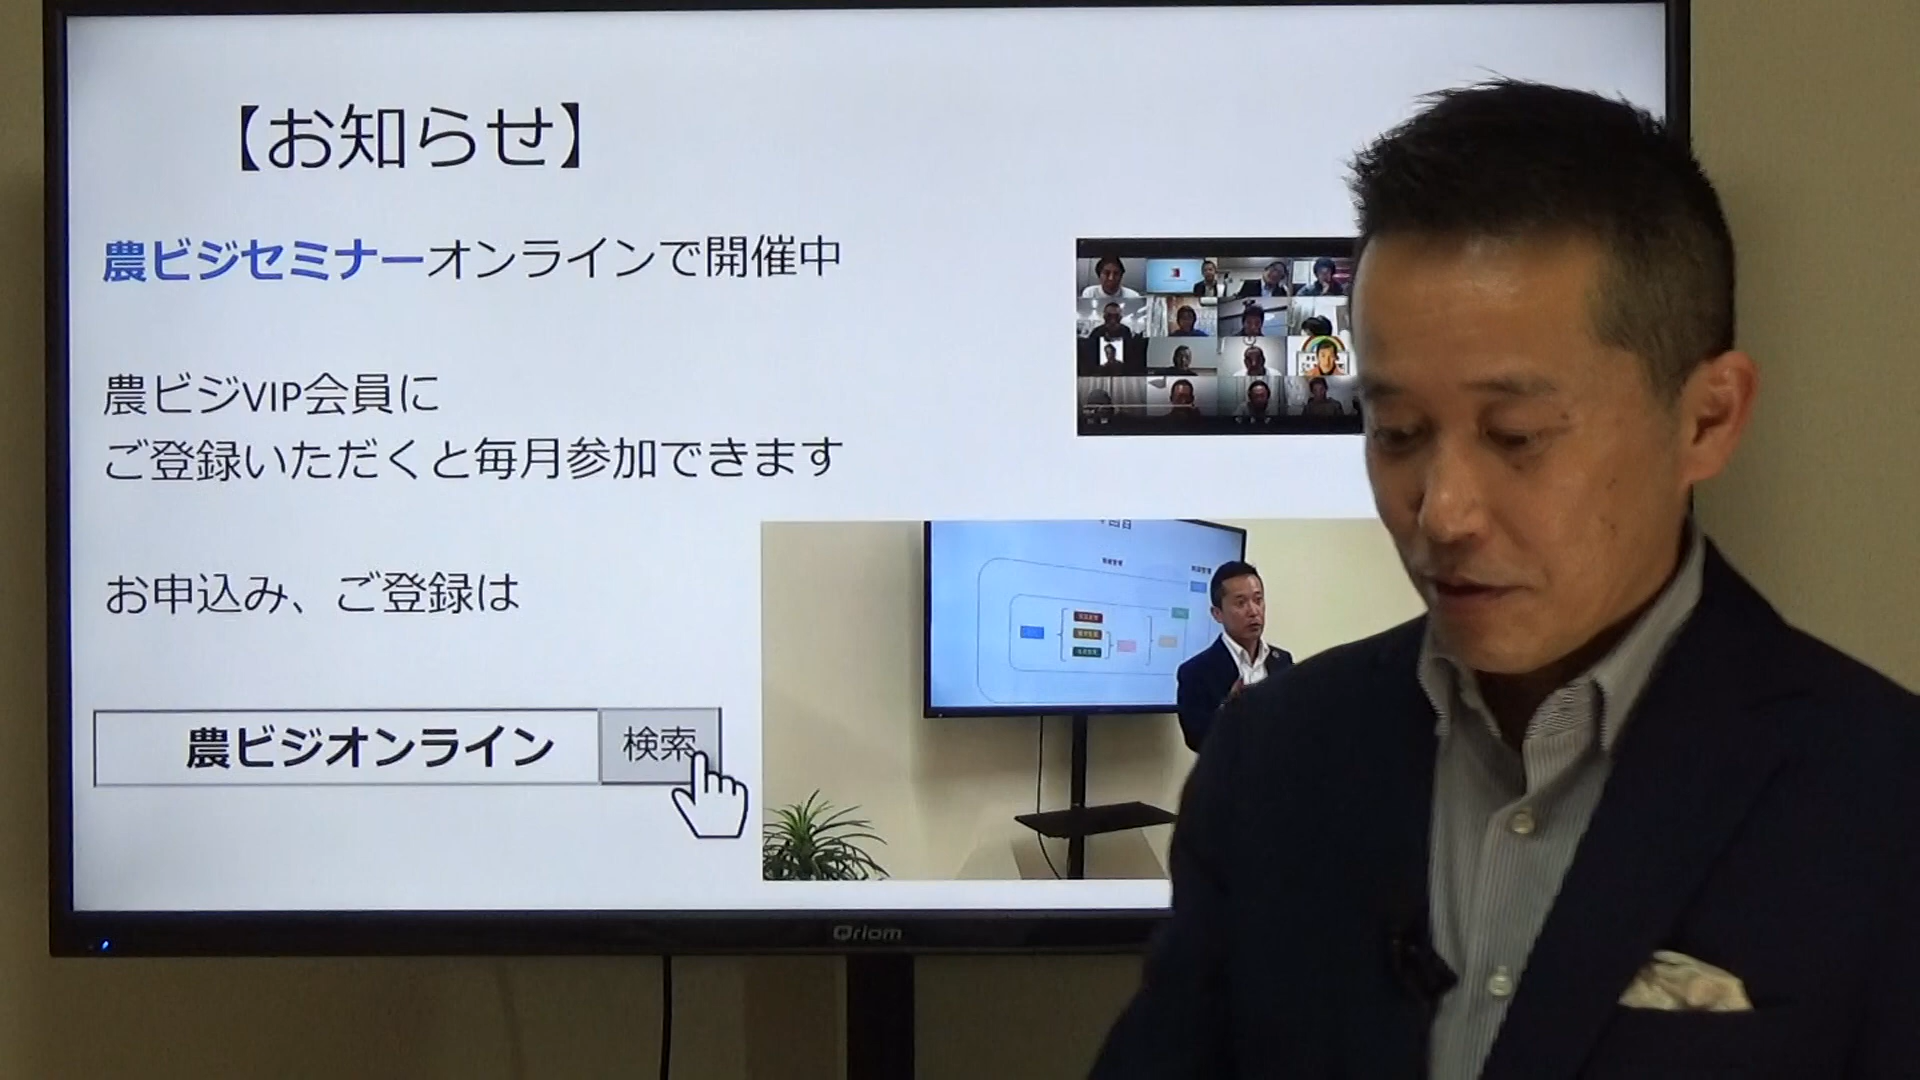 【お知らせ】
農ビジセミナーオンラインで開催中
農ビジVIP会員に
ご登録いただくと毎月参加できます
お申込み、ご登録は
農ビジオンライン 検索
Qriom